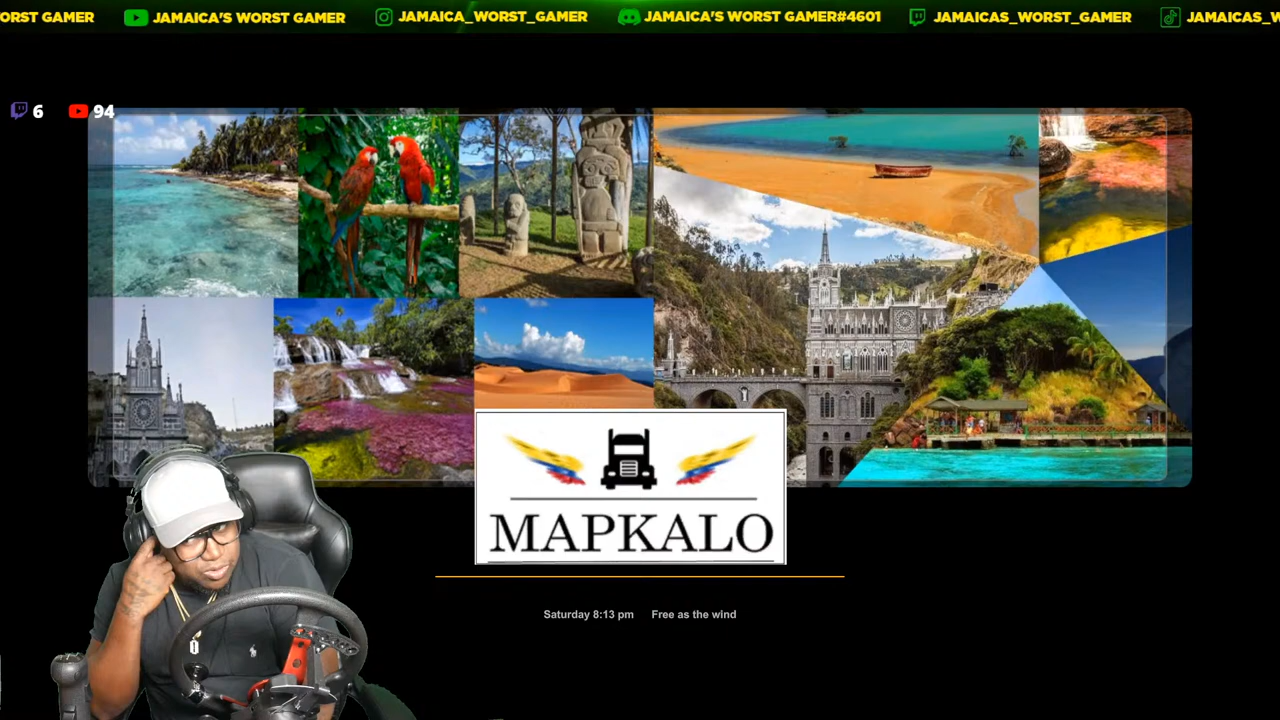 ORST GAMER JAMAICA'S WORST GAMER JAMAICA_WORST_GAMER JAMAICA'S WORST GAMER#4601 JAMAICAS_WORST_GAMER JAMAICAS_W
6 94
MAPKALO
Saturday 8:13 pm Free as the wind